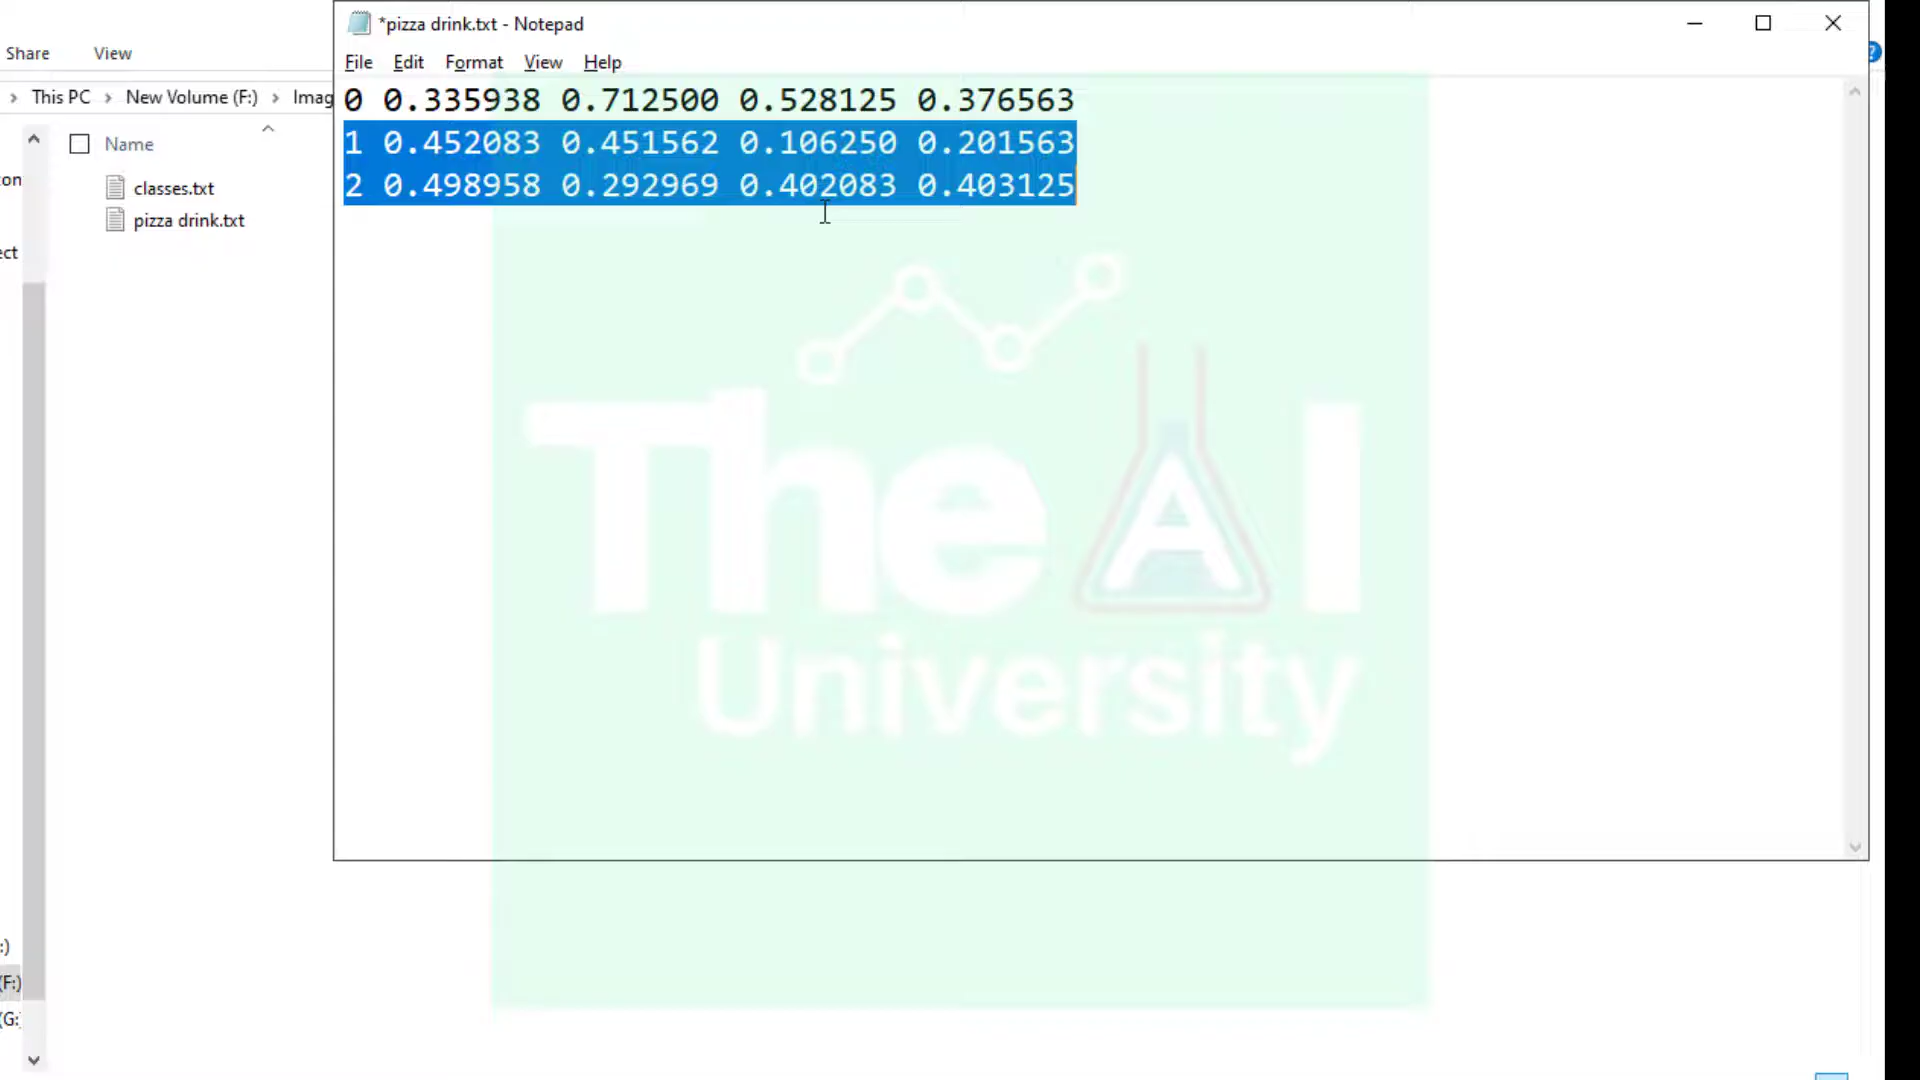 *pizza drink.txt - Notepad
File Edit Format View Help
Share View
This PC > New Volume (F:) > Imag
0 0.335938 0.712500 0.528125 0.376563
1 0.452083 0.451562 0.106250 0.201563
2 0.498958 0.292969 0.402083 0.403125
Name
classes.txt
pizza drink.txt
The AI
University
(F:)
(G: